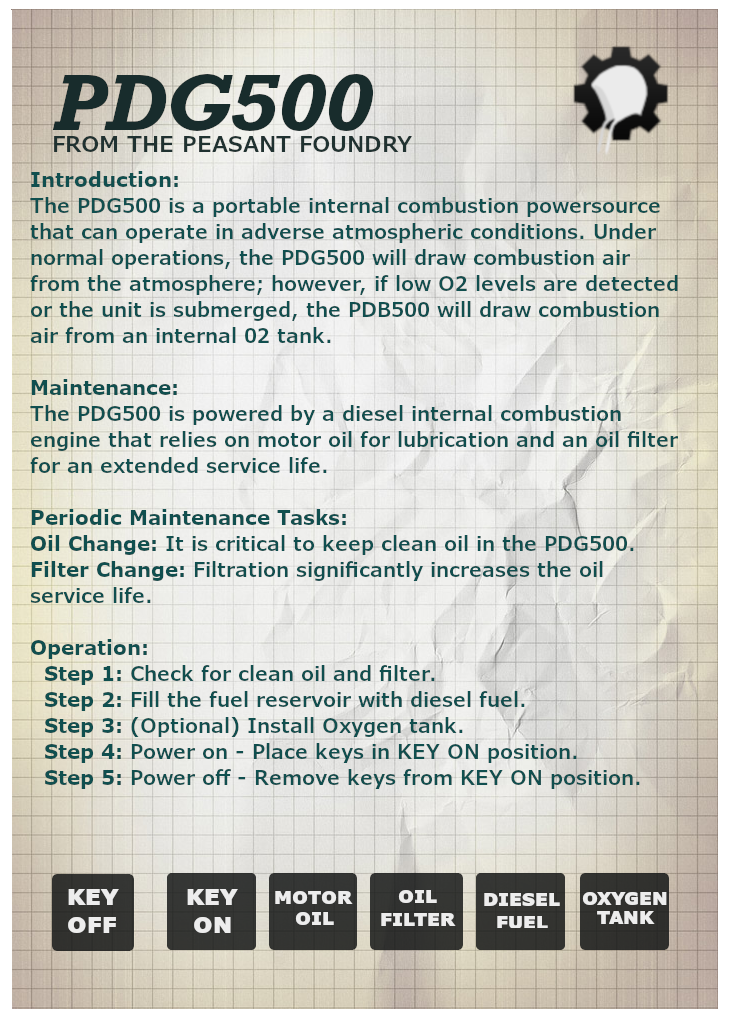 PDG500
FROM THE PEASANT FOUNDRY
Introduction:
The PDG500 is a portable internal combustion powersource
that can operate in adverse atmospheric conditions. Under
normal operations, the PDG500 will draw combustion air
from the atmosphere; however, if low O2 levels are detected
or the unit is submerged, the PDB500 will draw combustion
air from an internal 02 tank.
Maintenance:
The PDG500 is powered by a diesel internal combustion
engine that relies on motor oil for lubrication and an oil filter
for an extended service life.
Periodic Maintenance Tasks:
Oil Change: It is critical to keep clean oil in the PDG500.
Filter Change: Filtration significantly increases the oil
service life.
Operation:
Step 1: Check for clean oil and filter.
Step 2: Fill the fuel reservoir with diesel fuel.
Step 3: (Optional) Install Oxygen tank.
Step 4: Power on - Place keys in KEY ON position.
Step 5: Power off - Remove keys from KEY ON position.
KEY
OFF
KEY
ON
MOTOR
OIL
OIL
FILTER
DIESEL
FUEL
OXYGEN
TANK